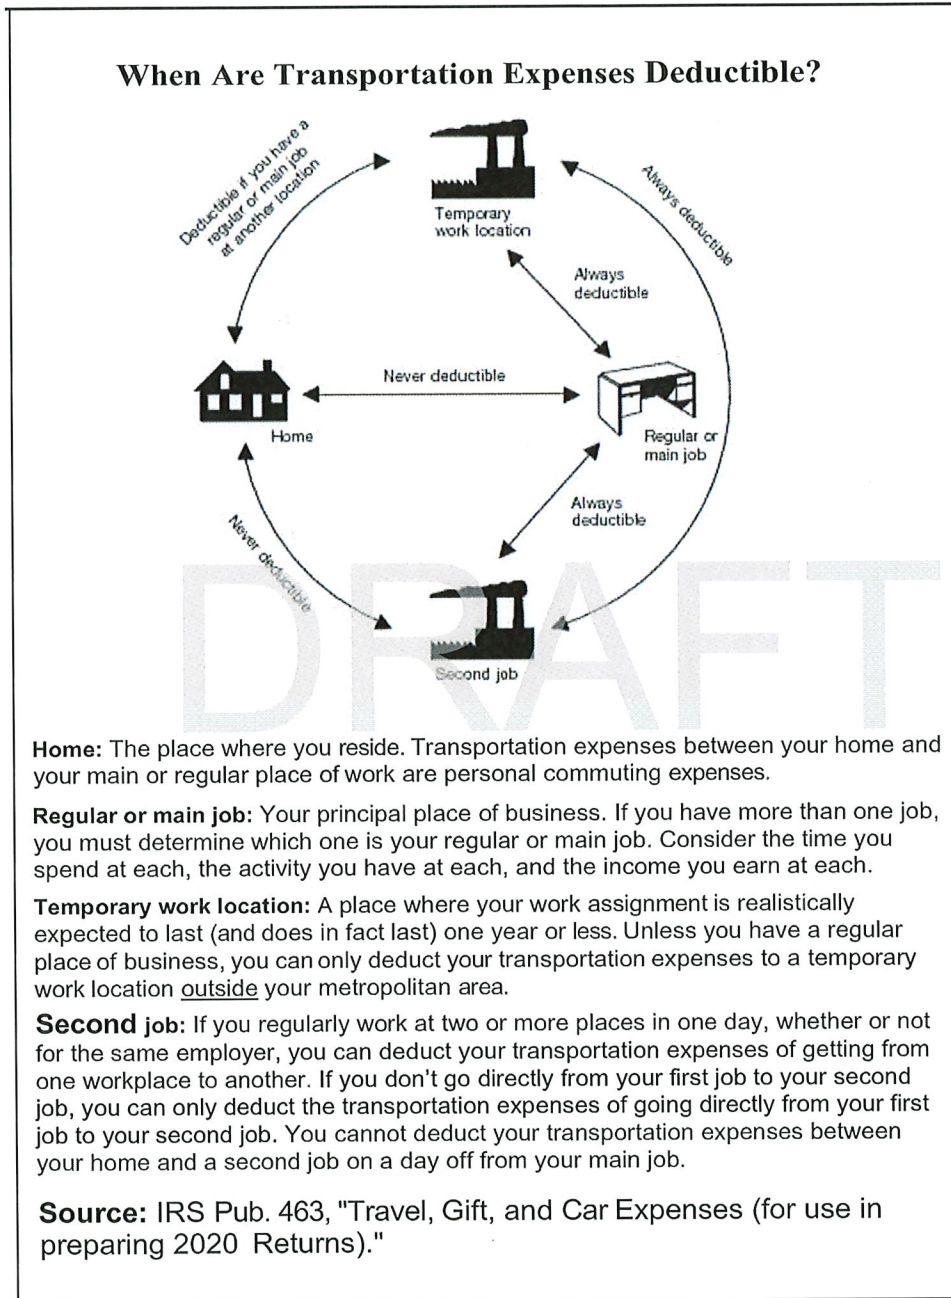 When Are Transportation Expenses Deductible?
Deductible if you have a
regular or main job
at another location
Temporary
work location
Always deductible
Always
deductible
Never deductible
Home
Regular or
main job
Always
deductible
Never deductible
Second job
DRAFT
Home: The place where you reside. Transportation expenses between your home and
your main or regular place of work are personal commuting expenses.
Regular or main job: Your principal place of business. If you have more than one job,
you must determine which one is your regular or main job. Consider the time you
spend at each, the activity you have at each, and the income you earn at each.
Temporary work location: A place where your work assignment is realistically
expected to last (and does in fact last) one year or less. Unless you have a regular
place of business, you can only deduct your transportation expenses to a temporary
work location outside your metropolitan area.
Second job: If you regularly work at two or more places in one day, whether or not
for the same employer, you can deduct your transportation expenses of getting from
one workplace to another. If you don't go directly from your first job to your second
job, you can only deduct the transportation expenses of going directly from your first
job to your second job. You cannot deduct your transportation expenses between
your home and a second job on a day off from your main job.
Source: IRS Pub. 463, "Travel, Gift, and Car Expenses (for use in
preparing 2020 Returns)."